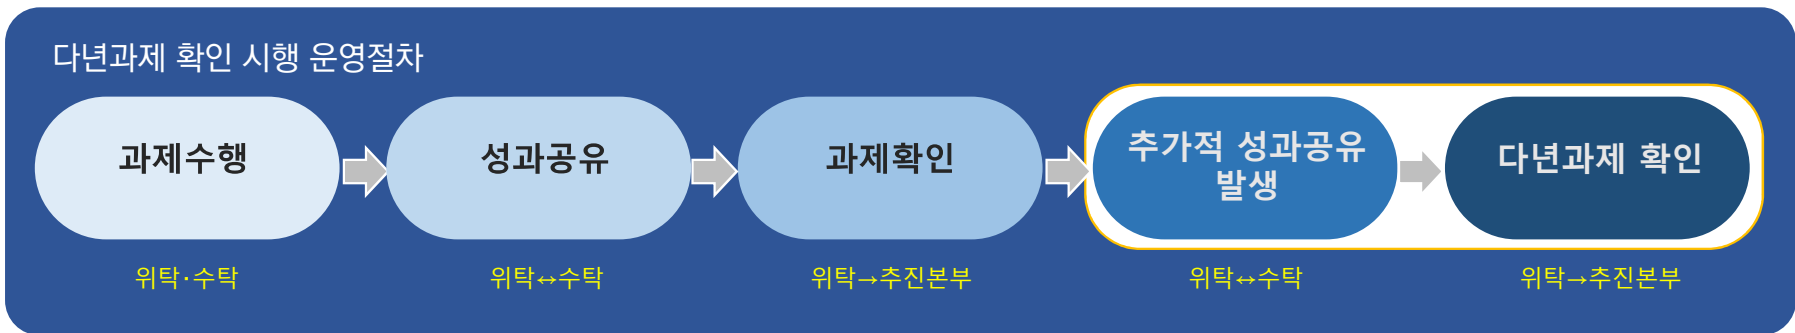 다년과제 확인 시행 운영절차
과제수행
성과공유
과제확인
추가적 성과공유
발생
다년과제 확인
위탁·수탁
위탁↔수탁
위탁→추진본부
위탁↔수탁
위탁→추진본부